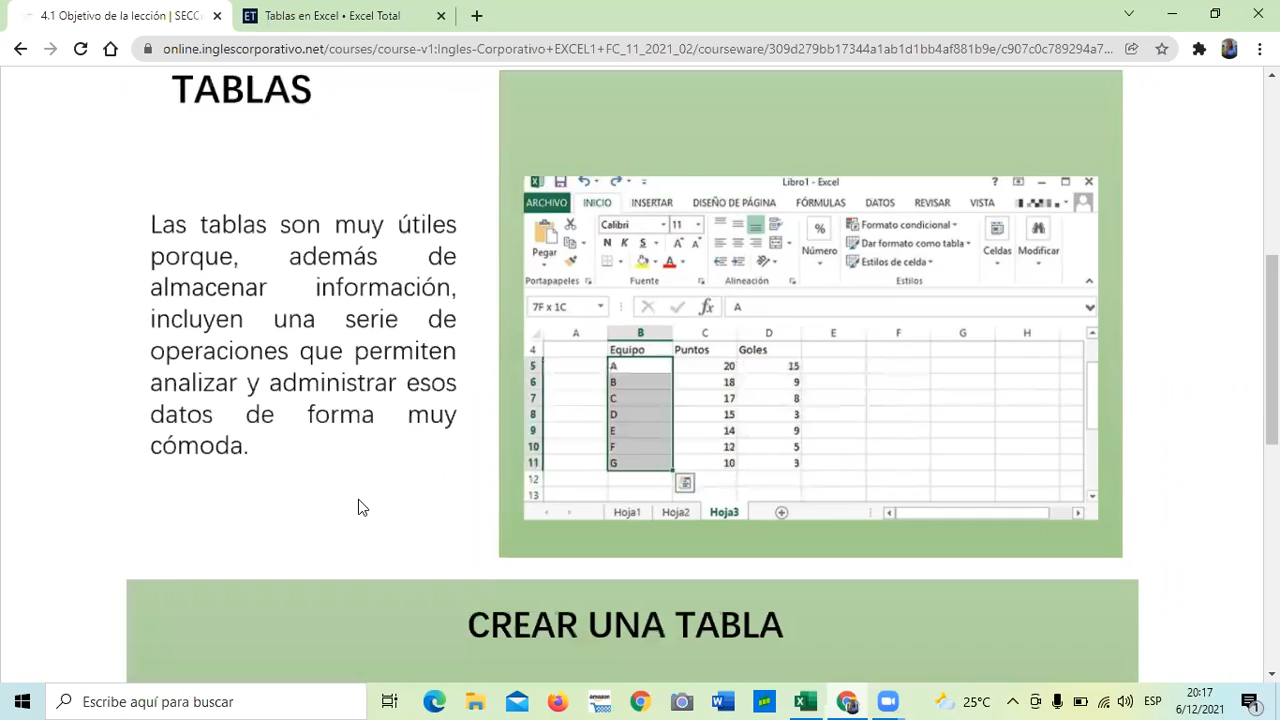 4.1 Objetivo de la lección | SECC
Tablas en Excel • Excel Total
online.inglescorporativo.net/courses/course-v1:Ingles-Corporativo+EXCEL1+FC_11_2021_02/courseware/309d279bb17344a1ab1d1bb4af881b9e/c907c0c789294a7...
TABLAS
Las tablas son muy útiles
porque, además de
almacenar información,
incluyen una serie de
operaciones que permiten
analizar y administrar esos
datos de forma muy
cómoda.
Libro1 - Excel
ARCHIVO INICIO INSERTAR DISEÑO DE PÁGINA FÓRMULAS DATOS REVISAR VISTA
Calibri 11
N K S
Pegar
Número
Formato condicional
Dar formato como tabla
Estilos de celda
Celdas Modificar
Portapapeles Fuente Alineación Estilos
7F x 1C fx A
A B C D E F G H
4 Equipo Puntos Goles
5 A 20 15
6 B 18 9
7 C 17 8
8 D 15 3
9 E 14 9
10 F 12 5
11 G 10 3
12
13
Hoja1 Hoja2 Hoja3
CREAR UNA TABLA
Escribe aquí para buscar
25°C
ESP
20:17
6/12/2021